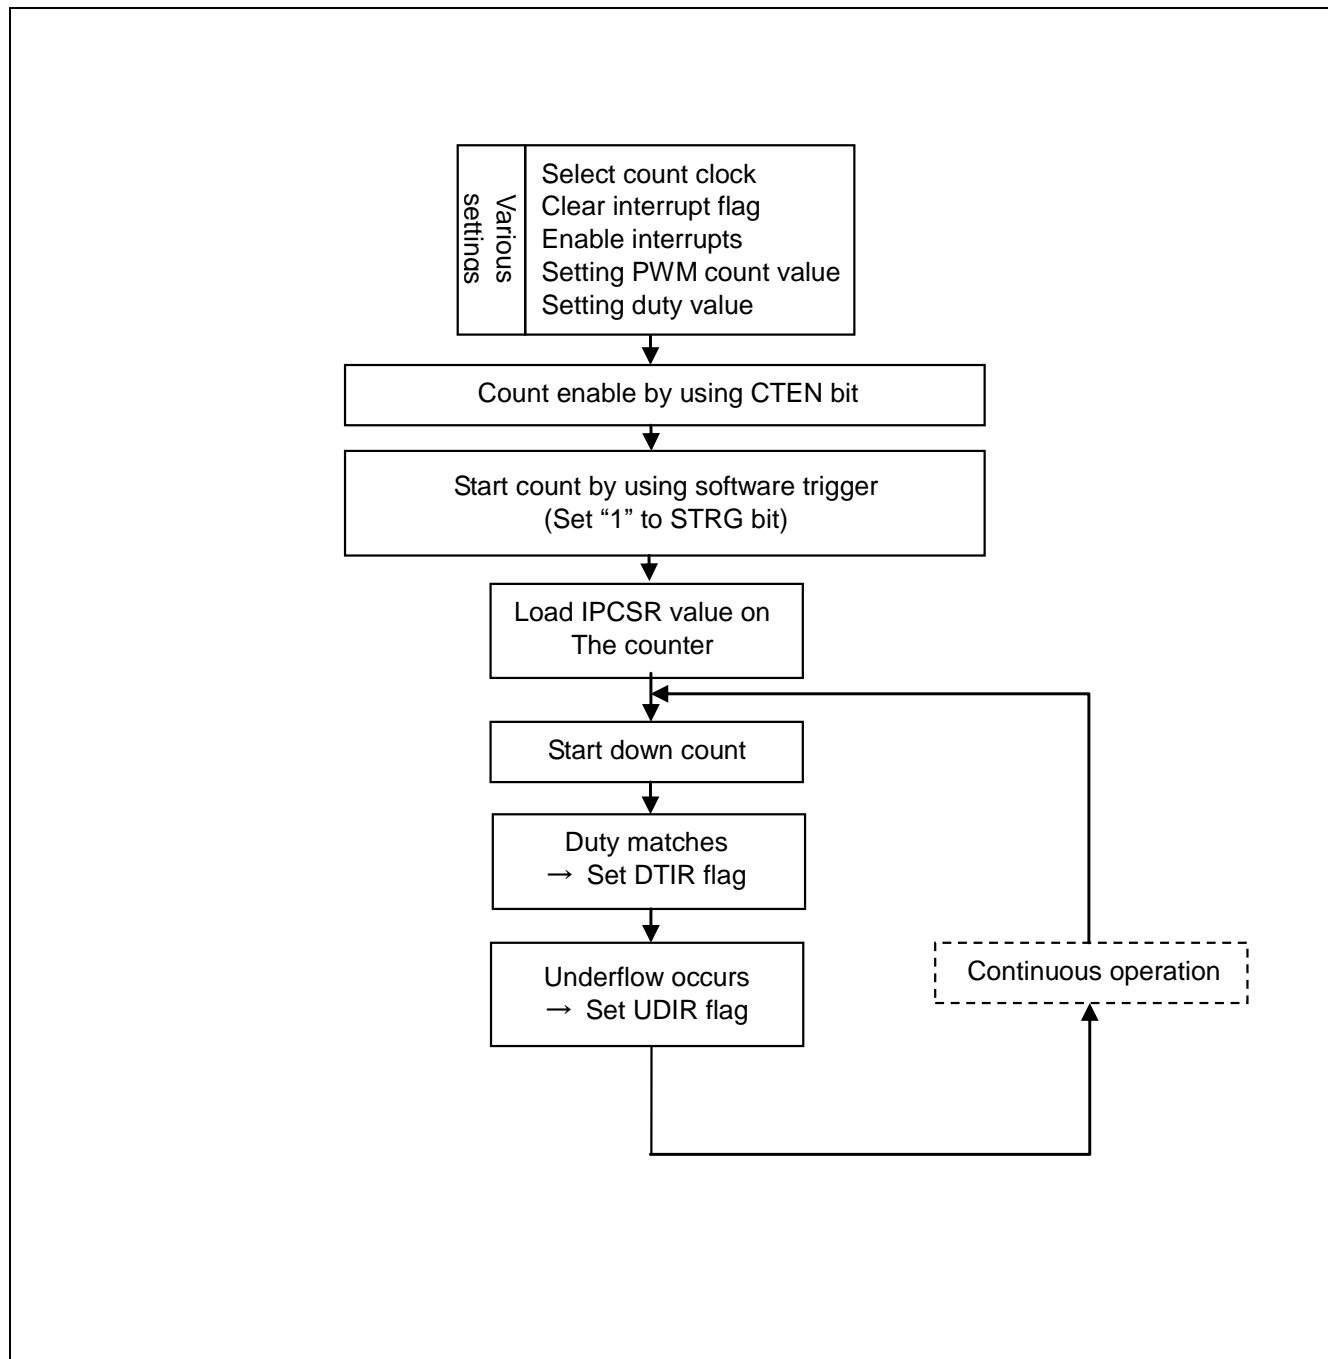 Various
settings
Select count clock
Clear interrupt flag
Enable interrupts
Setting PWM count value
Setting duty value
Count enable by using CTEN bit
Start count by using software trigger
(Set “1” to STRG bit)
Load IPCSR value on
The counter
Start down count
Duty matches
→ Set DTIR flag
Underflow occurs
→ Set UDIR flag
Continuous operation